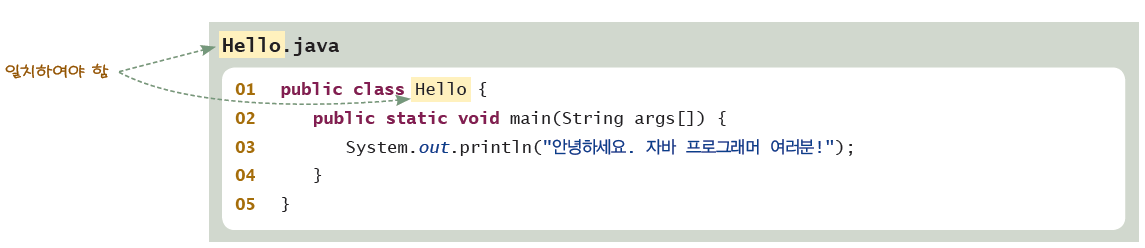 Hello.java
일치하여야 함
01 public class Hello {
02 public static void main(String args[]) {
03 System.out.println("안녕하세요. 자바 프로그래머 여러분!");
04 }
05 }